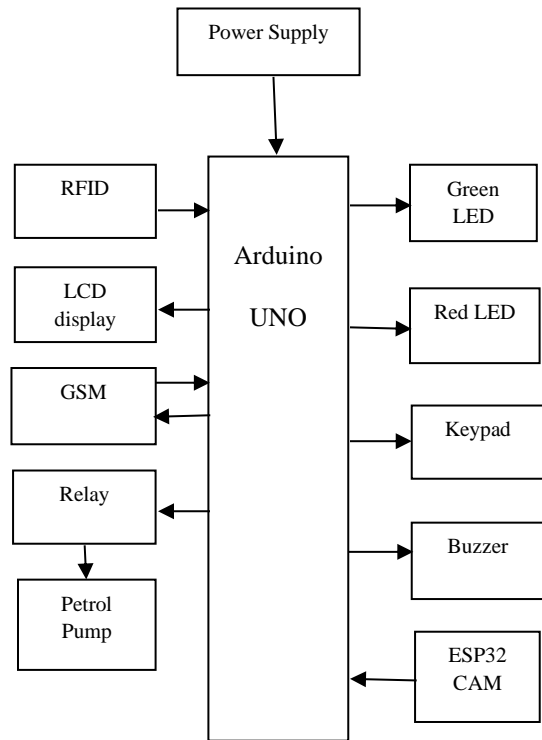 Power Supply
RFID
LCD
display
GSM
Relay
Petrol
Pump
Arduino
UNO
Green
LED
Red LED
Keypad
Buzzer
ESP32
CAM